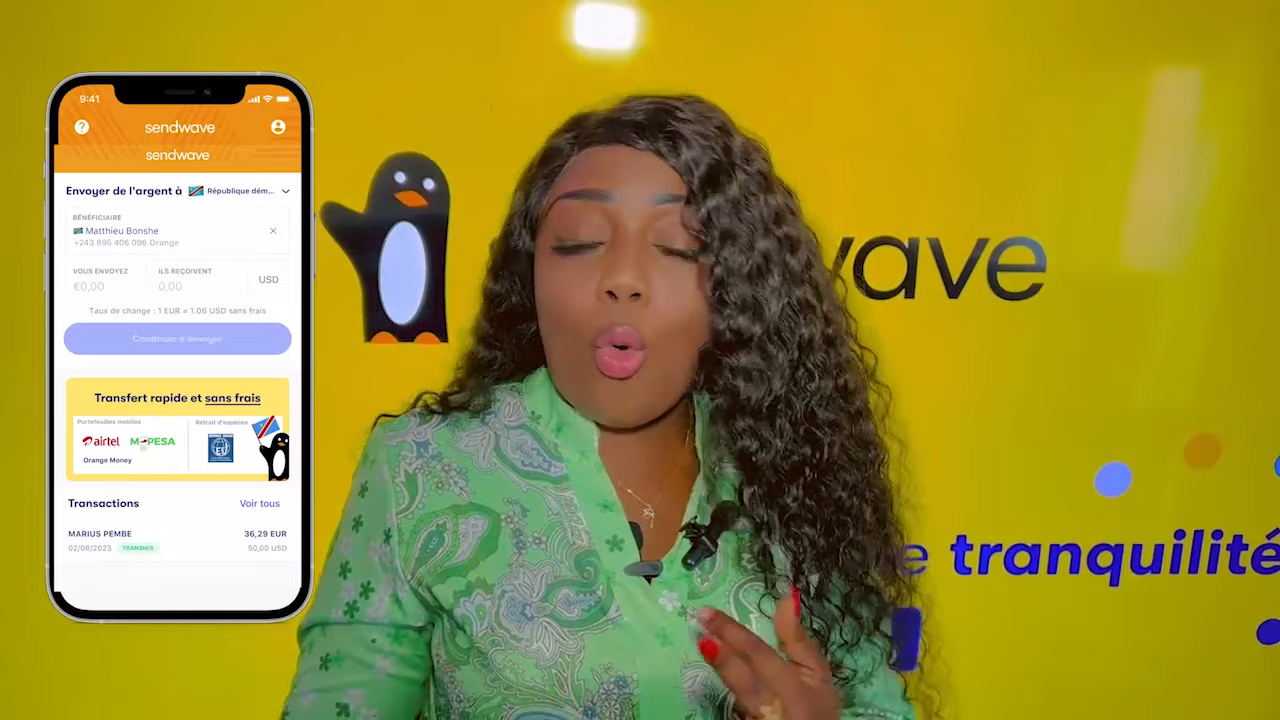 9:41
sendwave
sendwave
Envoyer de l'argent à République dém...
BÉNÉFICIAIRE
Matthieu Bonshe
+243 895 406 096 Orange
VOUS ENVOYEZ
ILS REÇOIVENT
€0,00
0,00
USD
Taux de change : 1 EUR = 1.06 USD sans frais
Continuer à envoyer
Transfert rapide et sans frais
Portefeuilles mobiles
Retrait d'espèces
airtel
M-PESA
Orange Money
Transactions
Voir tous
MARIUS PEMBE
36,29 EUR
02/08/2023 TRANSMIS
50,00 USD
wave
e tranquilité